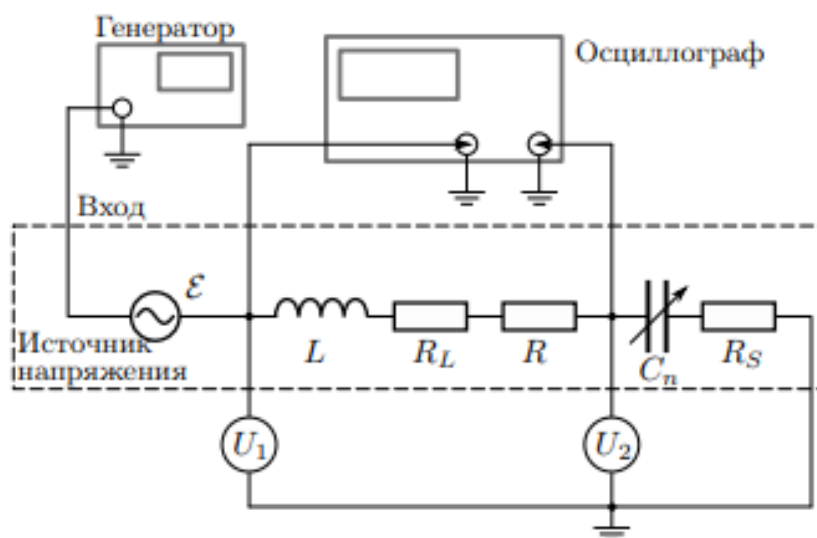 Генератор
Осциллограф
Вход
ℰ
Источник
напряжения
L
R_L
R
C_n
R_S
U_1
U_2